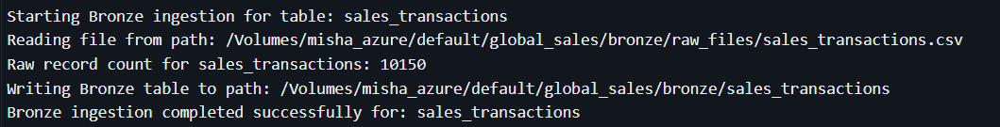 Starting Bronze ingestion for table: sales_transactions
Reading file from path: /Volumes/misha_azure/default/global_sales/bronze/raw_files/sales_transactions.csv
Raw record count for sales_transactions: 10150
Writing Bronze table to path: /Volumes/misha_azure/default/global_sales/bronze/sales_transactions
Bronze ingestion completed successfully for: sales_transactions